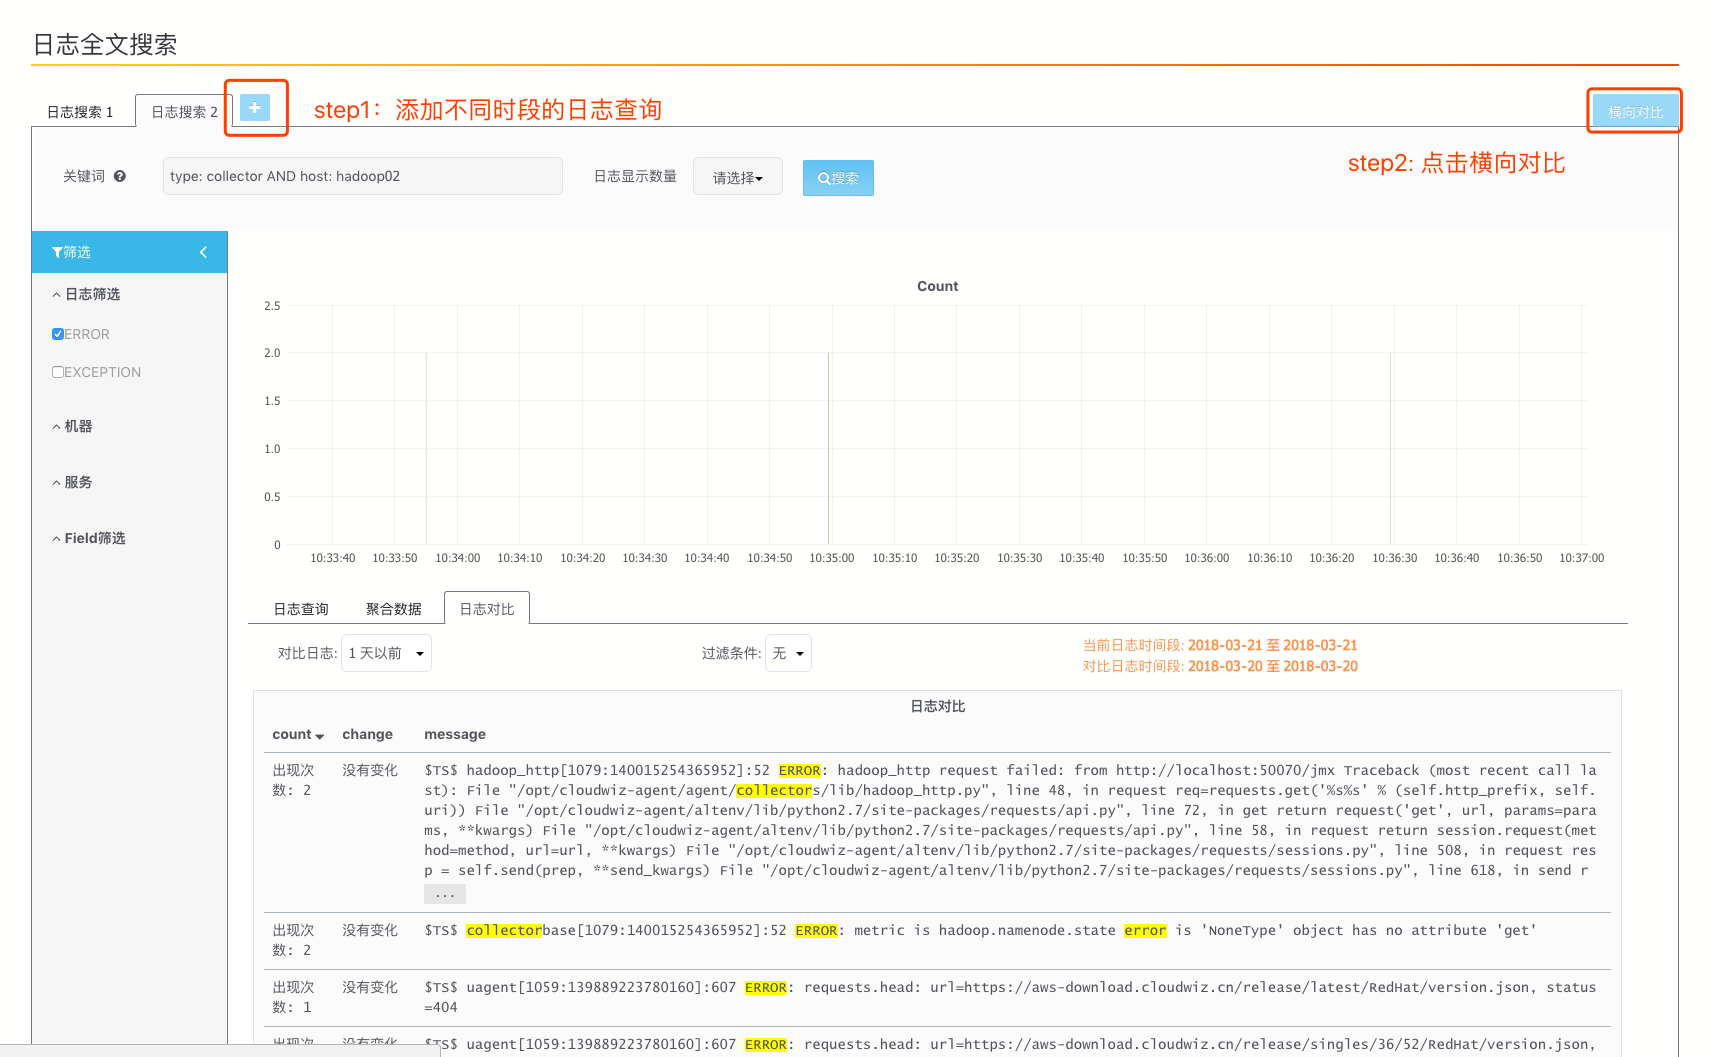 日志全文搜索
日志搜索 1
日志搜索 2
+
step1：添加不同时段的日志查询
横向对比
step2: 点击横向对比
关键词
type: collector AND host: hadoop02
日志显示数量
请选择
搜索
筛选
日志筛选
ERROR
EXCEPTION
机器
服务
Field筛选
Count
2.5
2.0
1.5
1.0
0.5
0
10:33:40 10:33:50 10:34:00 10:34:10 10:34:20 10:34:30 10:34:40 10:34:50 10:35:00 10:35:10 10:35:20 10:35:30 10:35:40 10:35:50 10:36:00 10:36:10 10:36:20 10:36:30 10:36:40 10:36:50 10:37:00
日志查询 聚合数据 日志对比
对比日志: 1 天以前
过滤条件: 无
当前日志时间段: 2018-03-21 至 2018-03-21
对比日志时间段: 2018-03-20 至 2018-03-20
日志对比
count change message
出现次
数: 2
没有变化
$TS$ hadoop_http[1079:140015254365952]:52 ERROR: hadoop_http request failed: from http://localhost:50070/jmx Traceback (most recent call la
st): File "/opt/cloudwiz-agent/agent/collectors/lib/hadoop_http.py", line 48, in request req=requests.get('%s%s' % (self.http_prefix, self.
uri)) File "/opt/cloudwiz-agent/altenv/lib/python2.7/site-packages/requests/api.py", line 72, in get return request('get', url, params=para
ms, **kwargs) File "/opt/cloudwiz-agent/altenv/lib/python2.7/site-packages/requests/api.py", line 58, in request return session.request(met
hod=method, url=url, **kwargs) File "/opt/cloudwiz-agent/altenv/lib/python2.7/site-packages/requests/sessions.py", line 508, in request res
p = self.send(prep, **send_kwargs) File "/opt/cloudwiz-agent/altenv/lib/python2.7/site-packages/requests/sessions.py", line 618, in send r
...
出现次
数: 2
没有变化
$TS$ collectorbase[1079:140015254365952]:52 ERROR: metric is hadoop.namenode.state error is 'NoneType' object has no attribute 'get'
出现次
数: 1
没有变化
$TS$ uagent[1059:139889223780160]:607 ERROR: requests.head: url=https://aws-download.cloudwiz.cn/release/latest/RedHat/version.json, status
=404
出现次
没有变化
$TS$ uagent[1059:139889223780160]:607 ERROR: requests.head: url=https://aws-download.cloudwiz.cn/release/singles/36/52/RedHat/version.json,